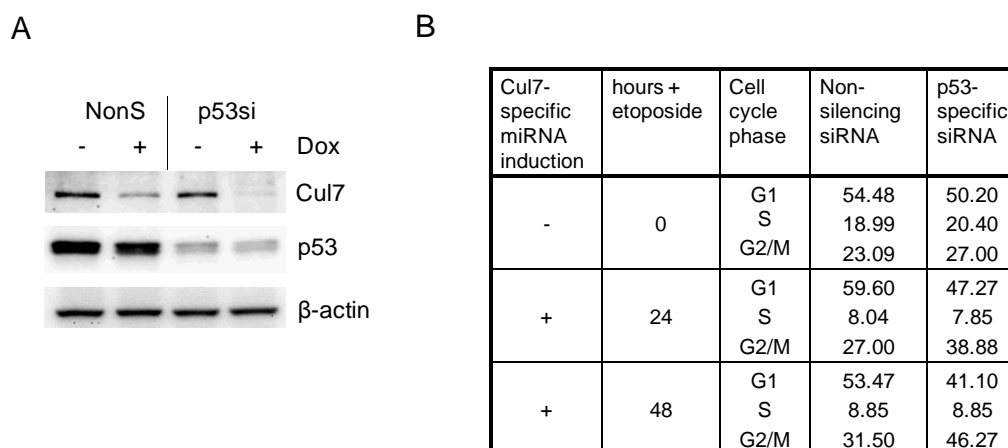 A
NonS p53si
- + - + Dox
Cul7
p53
β-actin
B
Cul7-specific miRNA induction hours + etoposide Cell cycle phase Non-silencing siRNA p53-specific siRNA
- 0 G1 54.48 50.20
S 18.99 20.40
G2/M 23.09 27.00
+ 24 G1 59.60 47.27
S 8.04 7.85
G2/M 27.00 38.88
+ 48 G1 53.47 41.10
S 8.85 8.85
G2/M 31.50 46.27